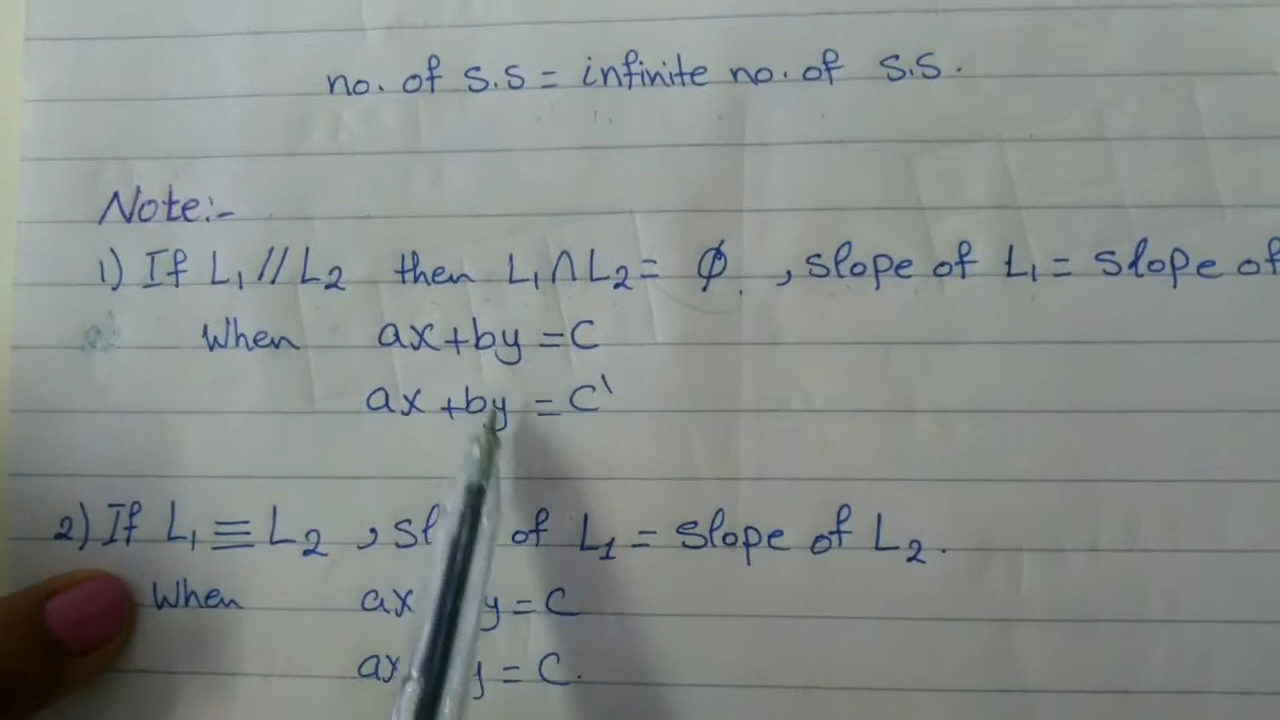 no. of S.S = infinite no. of S.S.
Note:-
1) If L₁ // L₂ then L₁ ∩ L₂ = ∅ , slope of L₁ = slope of
When ax+by = C
ax+by = C'
2) If L₁ ≡ L₂ , sl of L₁ = slope of L₂.
When ax y = C
ax = C.